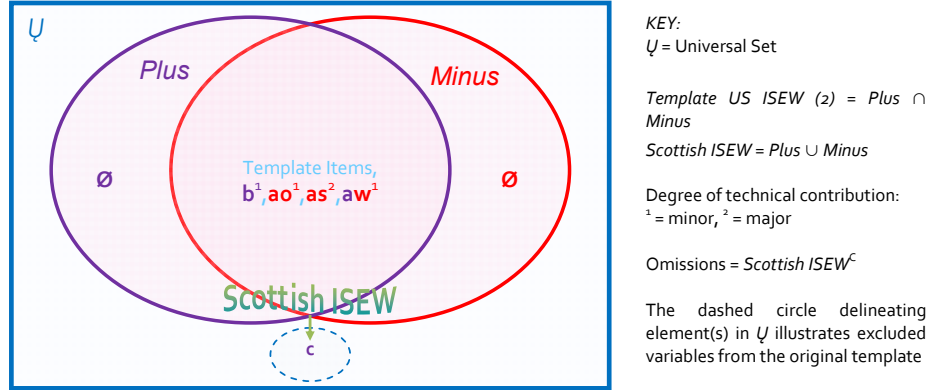 Ų
Plus
Minus
Template Items,
b¹,ao¹,as²,aw¹
ø
ø
Scottish ISEW
c
KEY:
Ų = Universal Set
Template US ISEW (2) = Plus ∩
Minus
Scottish ISEW = Plus ∪ Minus
Degree of technical contribution:
¹ = minor, ² = major
Omissions = Scottish ISEWᶜ
The dashed circle delineating
element(s) in Ų illustrates excluded
variables from the original template